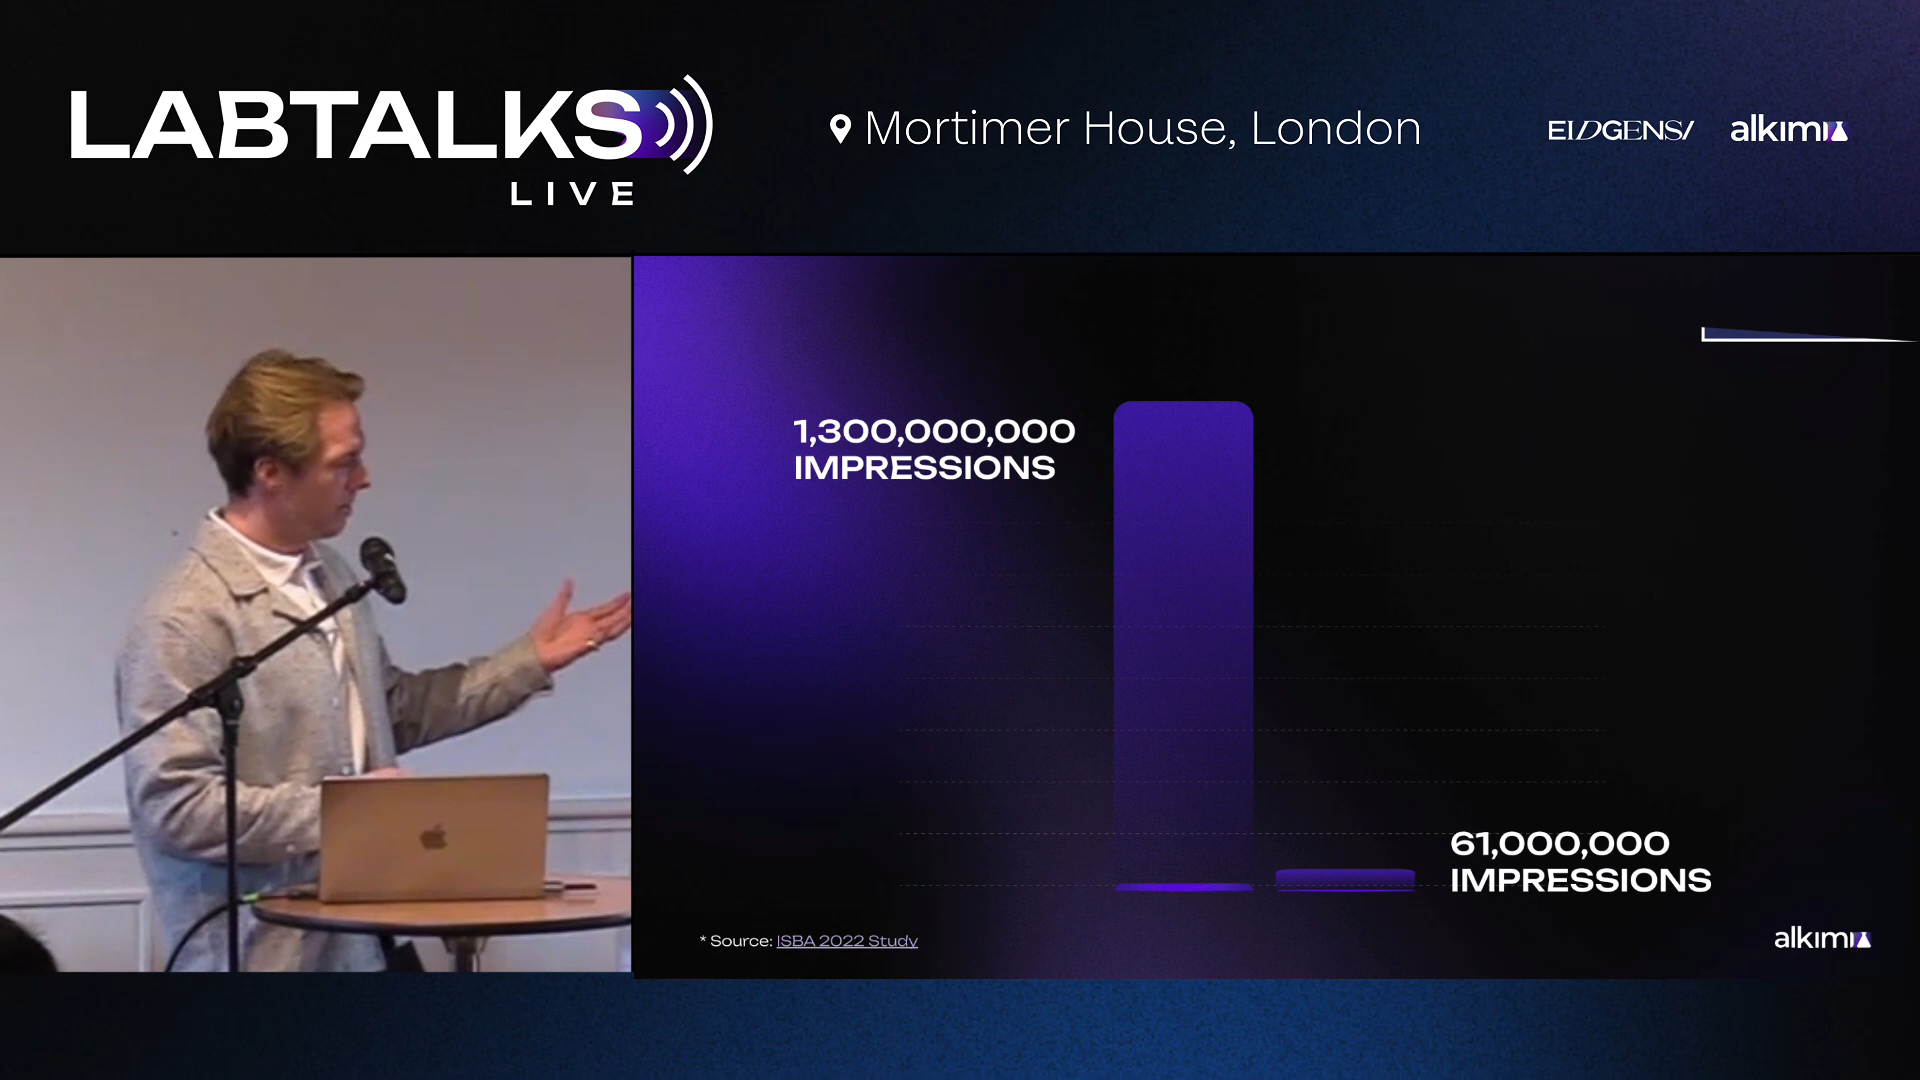 LABTALKS
LIVE
Mortimer House, London
EIDGENSI
alkimi
1,300,000,000
IMPRESSIONS
61,000,000
IMPRESSIONS
* Source: ISBA 2022 Study
alkimi